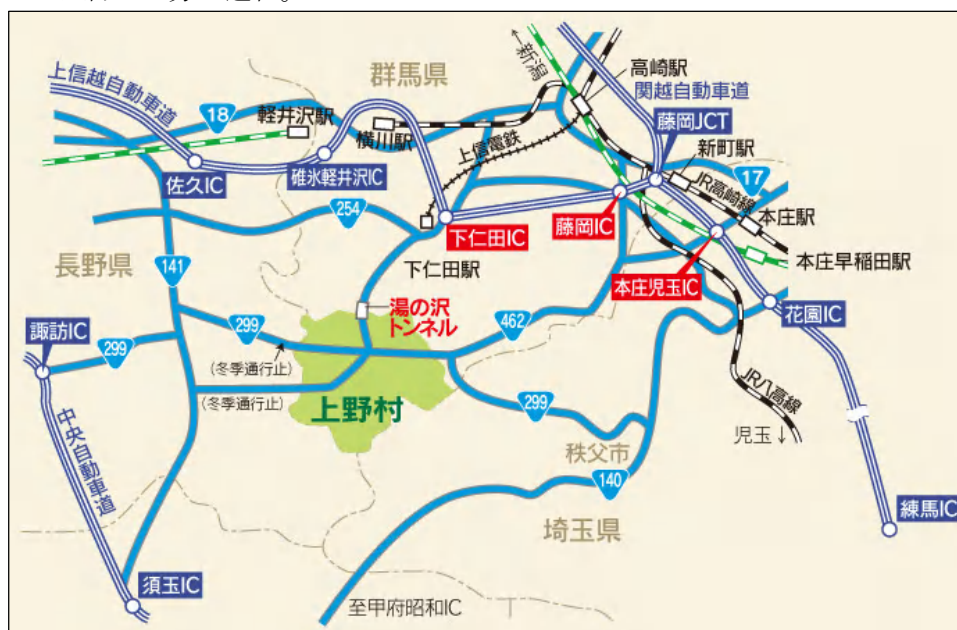 新潟
高崎駅
群馬県
関越自動車道
上信越自動車道
18
軽井沢駅
藤岡JCT
横川駅
上信電鉄
新町駅
17
JR高崎線
佐久IC
碓氷軽井沢IC
本庄駅
254
藤岡IC
下仁田IC
本庄早稲田駅
長野県
141
下仁田駅
本庄児玉IC
湯の沢
トンネル
花園IC
諏訪IC
299
299
462
(冬季通行止)
(冬季通行止)
上野村
299
JR八高線
児玉↓
中央自動車道
秩父市
140
練馬IC
埼玉県
須玉IC
至甲府昭和IC